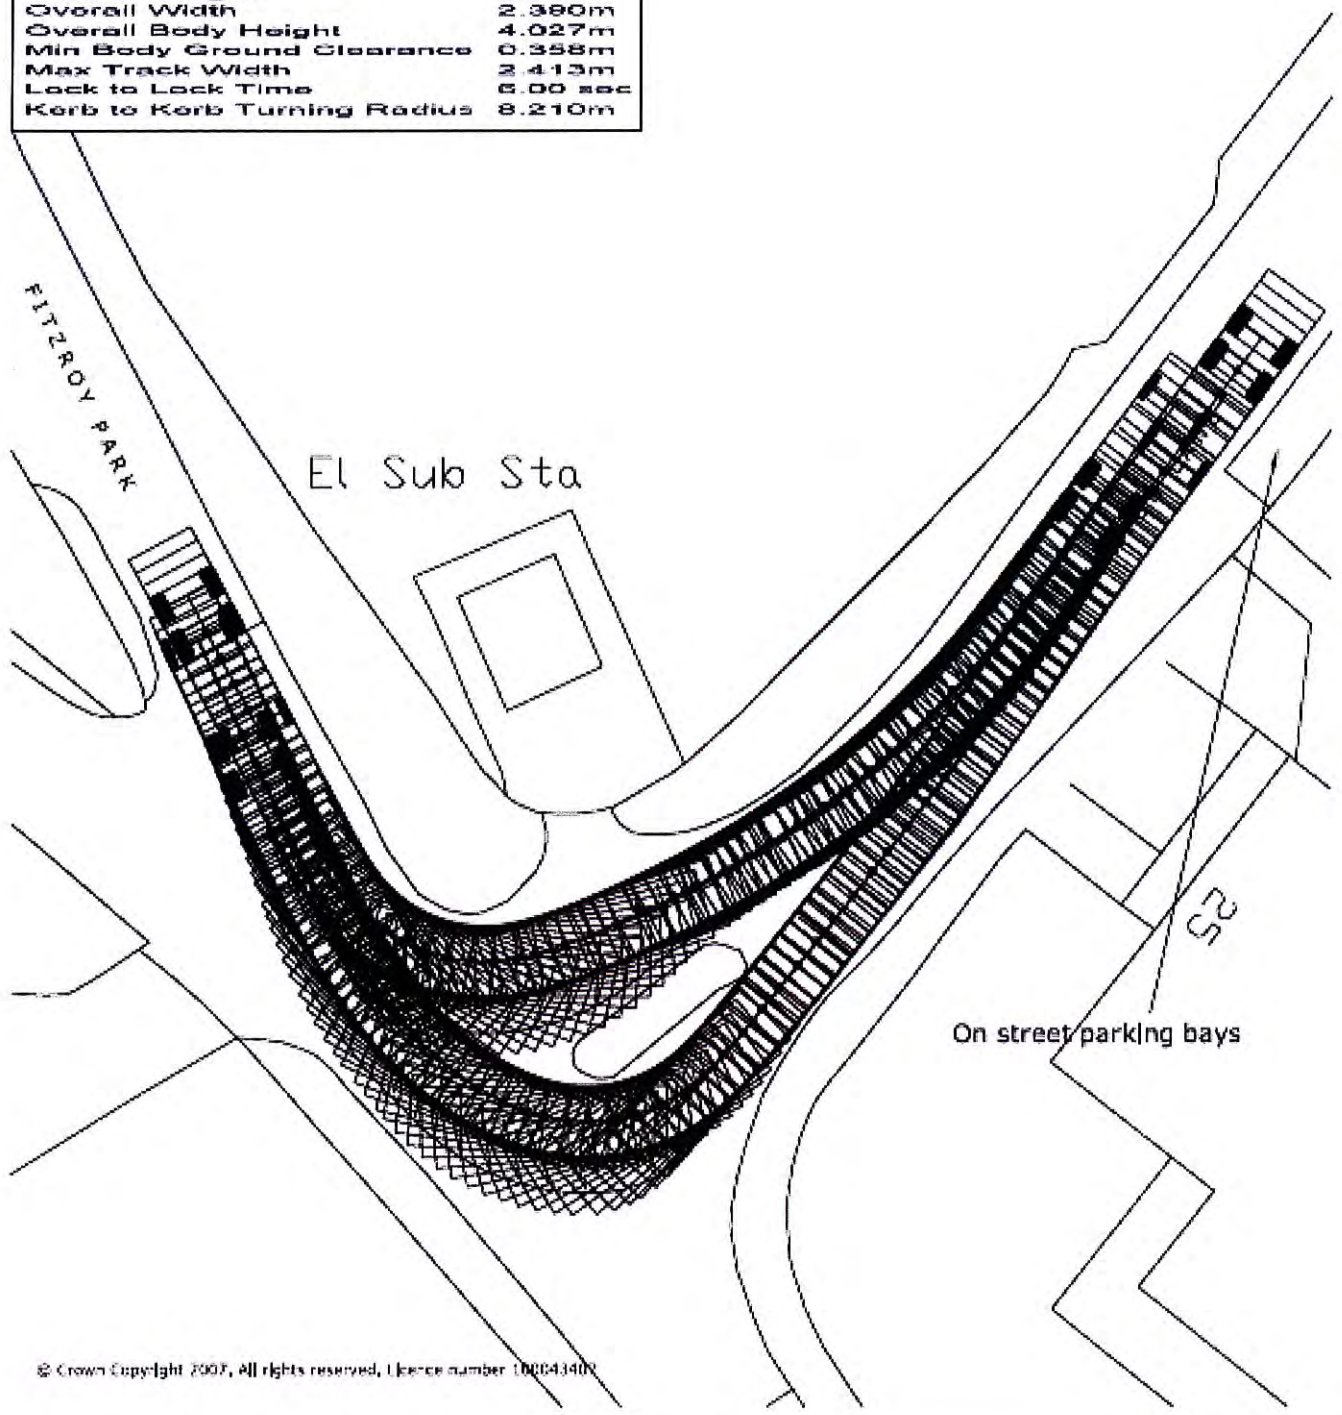 Overall Width 2.390m
Overall Body Height 4.027m
Min Body Ground Clearance 0.358m
Max Track Width 2.413m
Lock to Lock Time 6.00 sec
Kerb to Kerb Turning Radius 8.210m
FITZROY PARK
El Sub Sta
25
On street parking bays
© Crown Copyright 2007, All rights reserved, Licence number